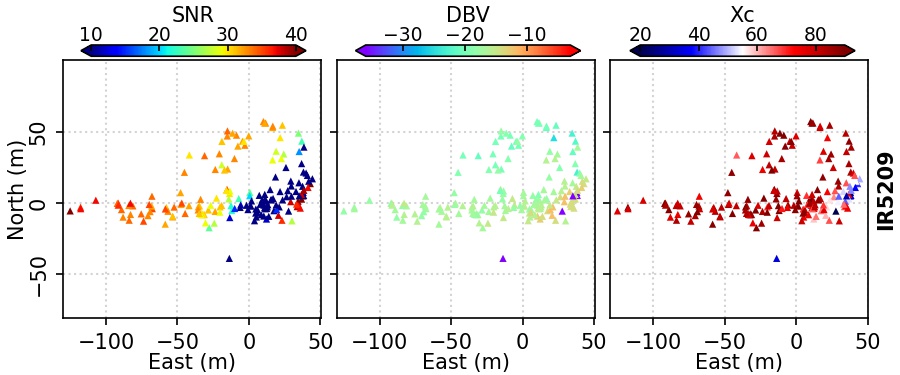 SNR DBV Xc
10 20 30 40 −30 −20 −10 20 40 60 80
North (m)
50
0
−50
−100 −50 0 50 −100 −50 0 50 −100 −50 0 50
East (m) East (m) East (m)
IR5209